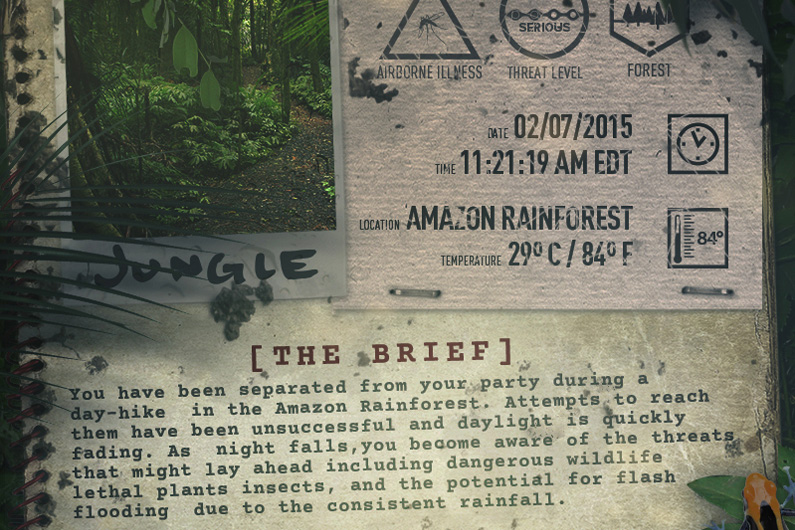 SERIOUS
AIRBORNE ILLNESS THREAT LEVEL FOREST
DATE 02/07/2015
TIME 11:21:19 AM EDT
LOCATION AMAZON RAINFOREST
84º
TEMPERATURE 29º C / 84º F
JUNGLE
[THE BRIEF]
You have been separated from your party during a
day-hike in the Amazon Rainforest. Attempts to reach
them have been unsuccessful and daylight is quickly
fading. As night falls,you become aware of the threats
that might lay ahead including dangerous wildlife
lethal plants insects, and the potential for flash
flooding due to the consistent rainfall.